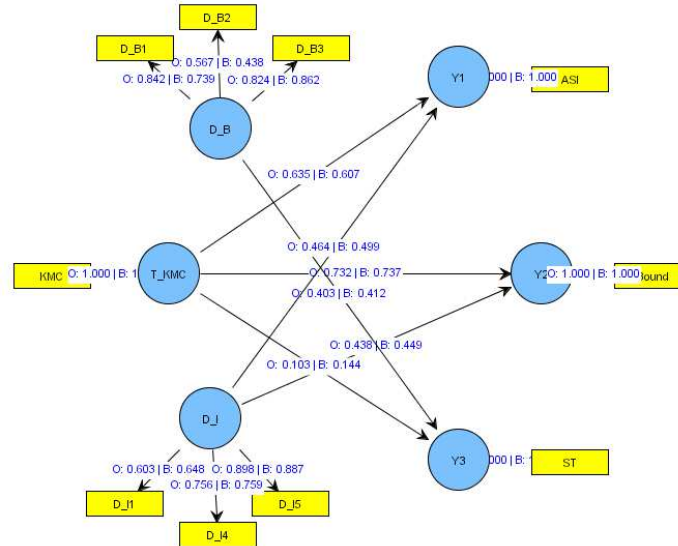 D_B2
D_B1
D_B3
O: 0.567 | B: 0.438
O: 0.842 | B: 0.739
O: 0.824 | B: 0.862
Y1
000 | B: 1.000
ASI
D_B
O: 0.635 | B: 0.607
O: 0.464 | B: 0.499
KMC
O: 1.000 | B: 1
T_KMC
O: 0.732 | B: 0.737
Y2
O: 1.000 | B: 1.000
ound
O: 0.403 | B: 0.412
O: 0.438 | B: 0.449
O: 0.103 | B: 0.144
D_I
Y3
000 | B: 1
ST
O: 0.603 | B: 0.648
O: 0.898 | B: 0.887
O: 0.756 | B: 0.759
D_I1
D_I5
D_I4